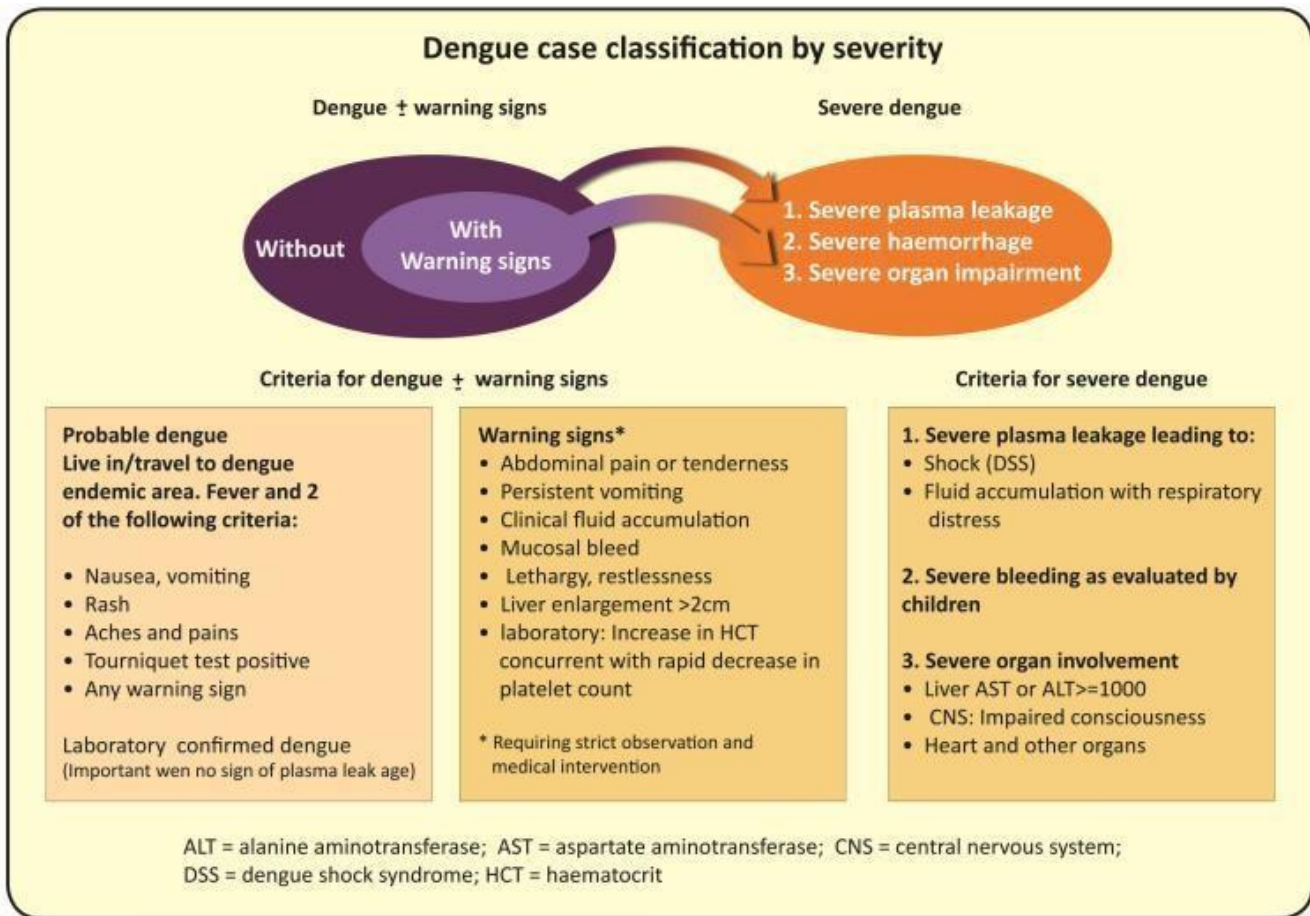 Dengue case classification by severity
Dengue ± warning signs
Severe dengue
Without
With
Warning signs
1. Severe plasma leakage
2. Severe haemorrhage
3. Severe organ impairment
Criteria for dengue ± warning signs
Criteria for severe dengue
Probable dengue
Live in/travel to dengue
endemic area. Fever and 2
of the following criteria:
• Nausea, vomiting
• Rash
• Aches and pains
• Tourniquet test positive
• Any warning sign
Laboratory confirmed dengue
(Important wen no sign of plasma leak age)
Warning signs*
• Abdominal pain or tenderness
• Persistent vomiting
• Clinical fluid accumulation
• Mucosal bleed
• Lethargy, restlessness
• Liver enlargement >2cm
• laboratory: Increase in HCT
concurrent with rapid decrease in
platelet count
* Requiring strict observation and
medical intervention
1. Severe plasma leakage leading to:
• Shock (DSS)
• Fluid accumulation with respiratory
distress
2. Severe bleeding as evaluated by
children
3. Severe organ involvement
• Liver AST or ALT>=1000
• CNS: Impaired consciousness
• Heart and other organs
ALT = alanine aminotransferase; AST = aspartate aminotransferase; CNS = central nervous system;
DSS = dengue shock syndrome; HCT = haematocrit